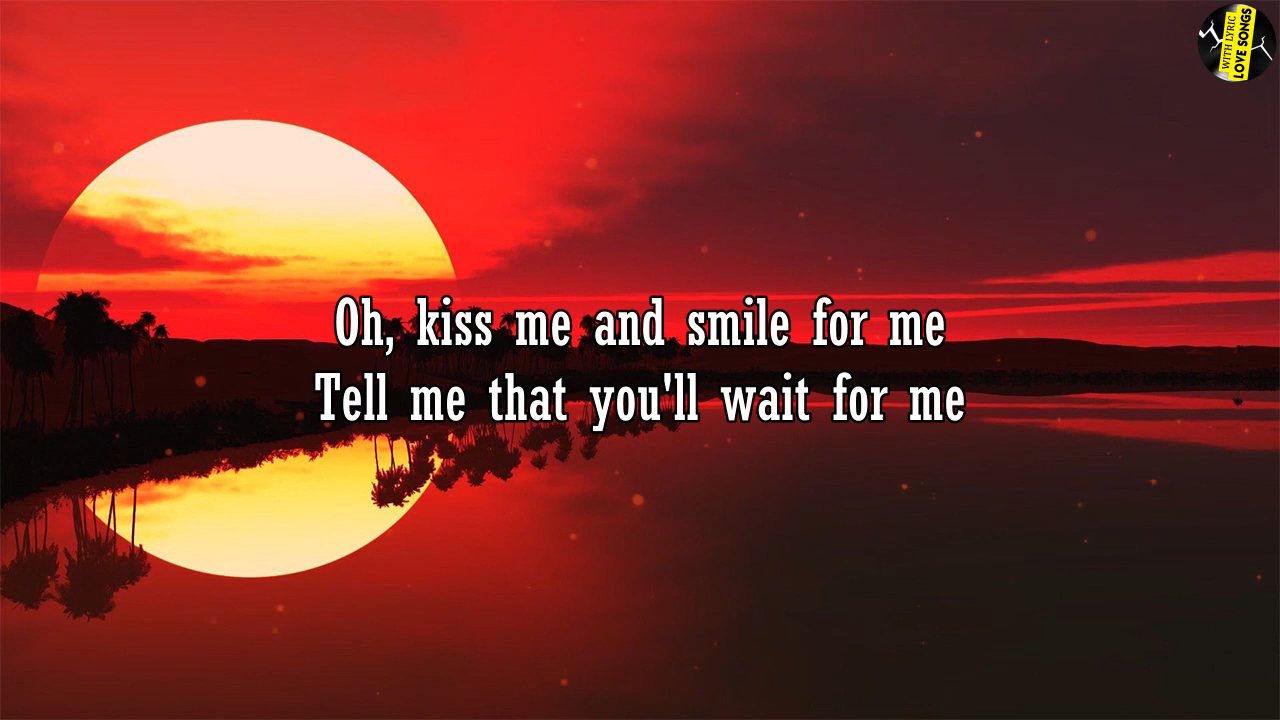 WITH LYRIC
LOVE SONGS
Oh, kiss me and smile for me
Tell me that you'll wait for me